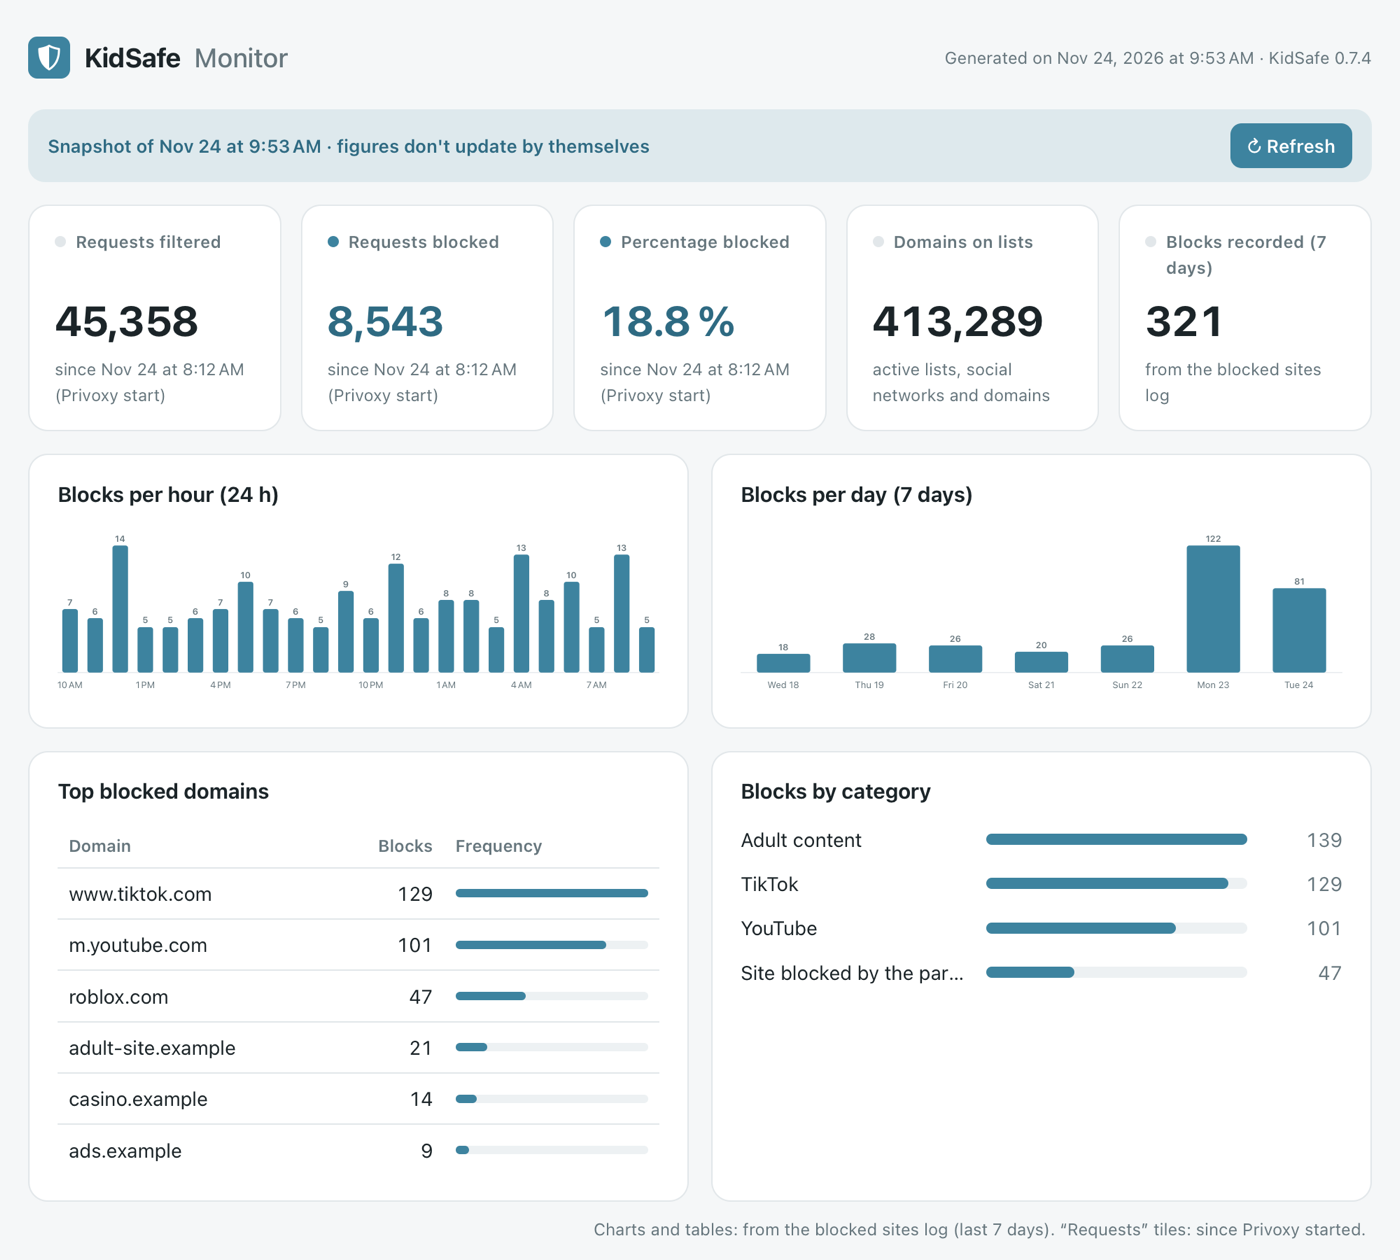 KidSafe Monitor
Generated on Nov 24, 2026 at 9:53 AM · KidSafe 0.7.4
Snapshot of Nov 24 at 9:53 AM · figures don't update by themselves
↻ Refresh
Requests filtered
45,358
since Nov 24 at 8:12 AM
(Privoxy start)
Requests blocked
8,543
since Nov 24 at 8:12 AM
(Privoxy start)
Percentage blocked
18.8 %
since Nov 24 at 8:12 AM
(Privoxy start)
Domains on lists
413,289
active lists, social
networks and domains
Blocks recorded (7
days)
321
from the blocked sites
log
Blocks per hour (24 h)
7 6 14 5 5 6 7 10 7 6 5 9 6 12 6 8 8 5 13 8 10 5 13 5
10 AM 1 PM 4 PM 7 PM 10 PM 1 AM 4 AM 7 AM
Blocks per day (7 days)
18 28 26 20 26 122 81
Wed 18 Thu 19 Fri 20 Sat 21 Sun 22 Mon 23 Tue 24
Top blocked domains
Domain Blocks Frequency
www.tiktok.com 129
m.youtube.com 101
roblox.com 47
adult-site.example 21
casino.example 14
ads.example 9
Blocks by category
Adult content 139
TikTok 129
YouTube 101
Site blocked by the par... 47
Charts and tables: from the blocked sites log (last 7 days). “Requests” tiles: since Privoxy started.